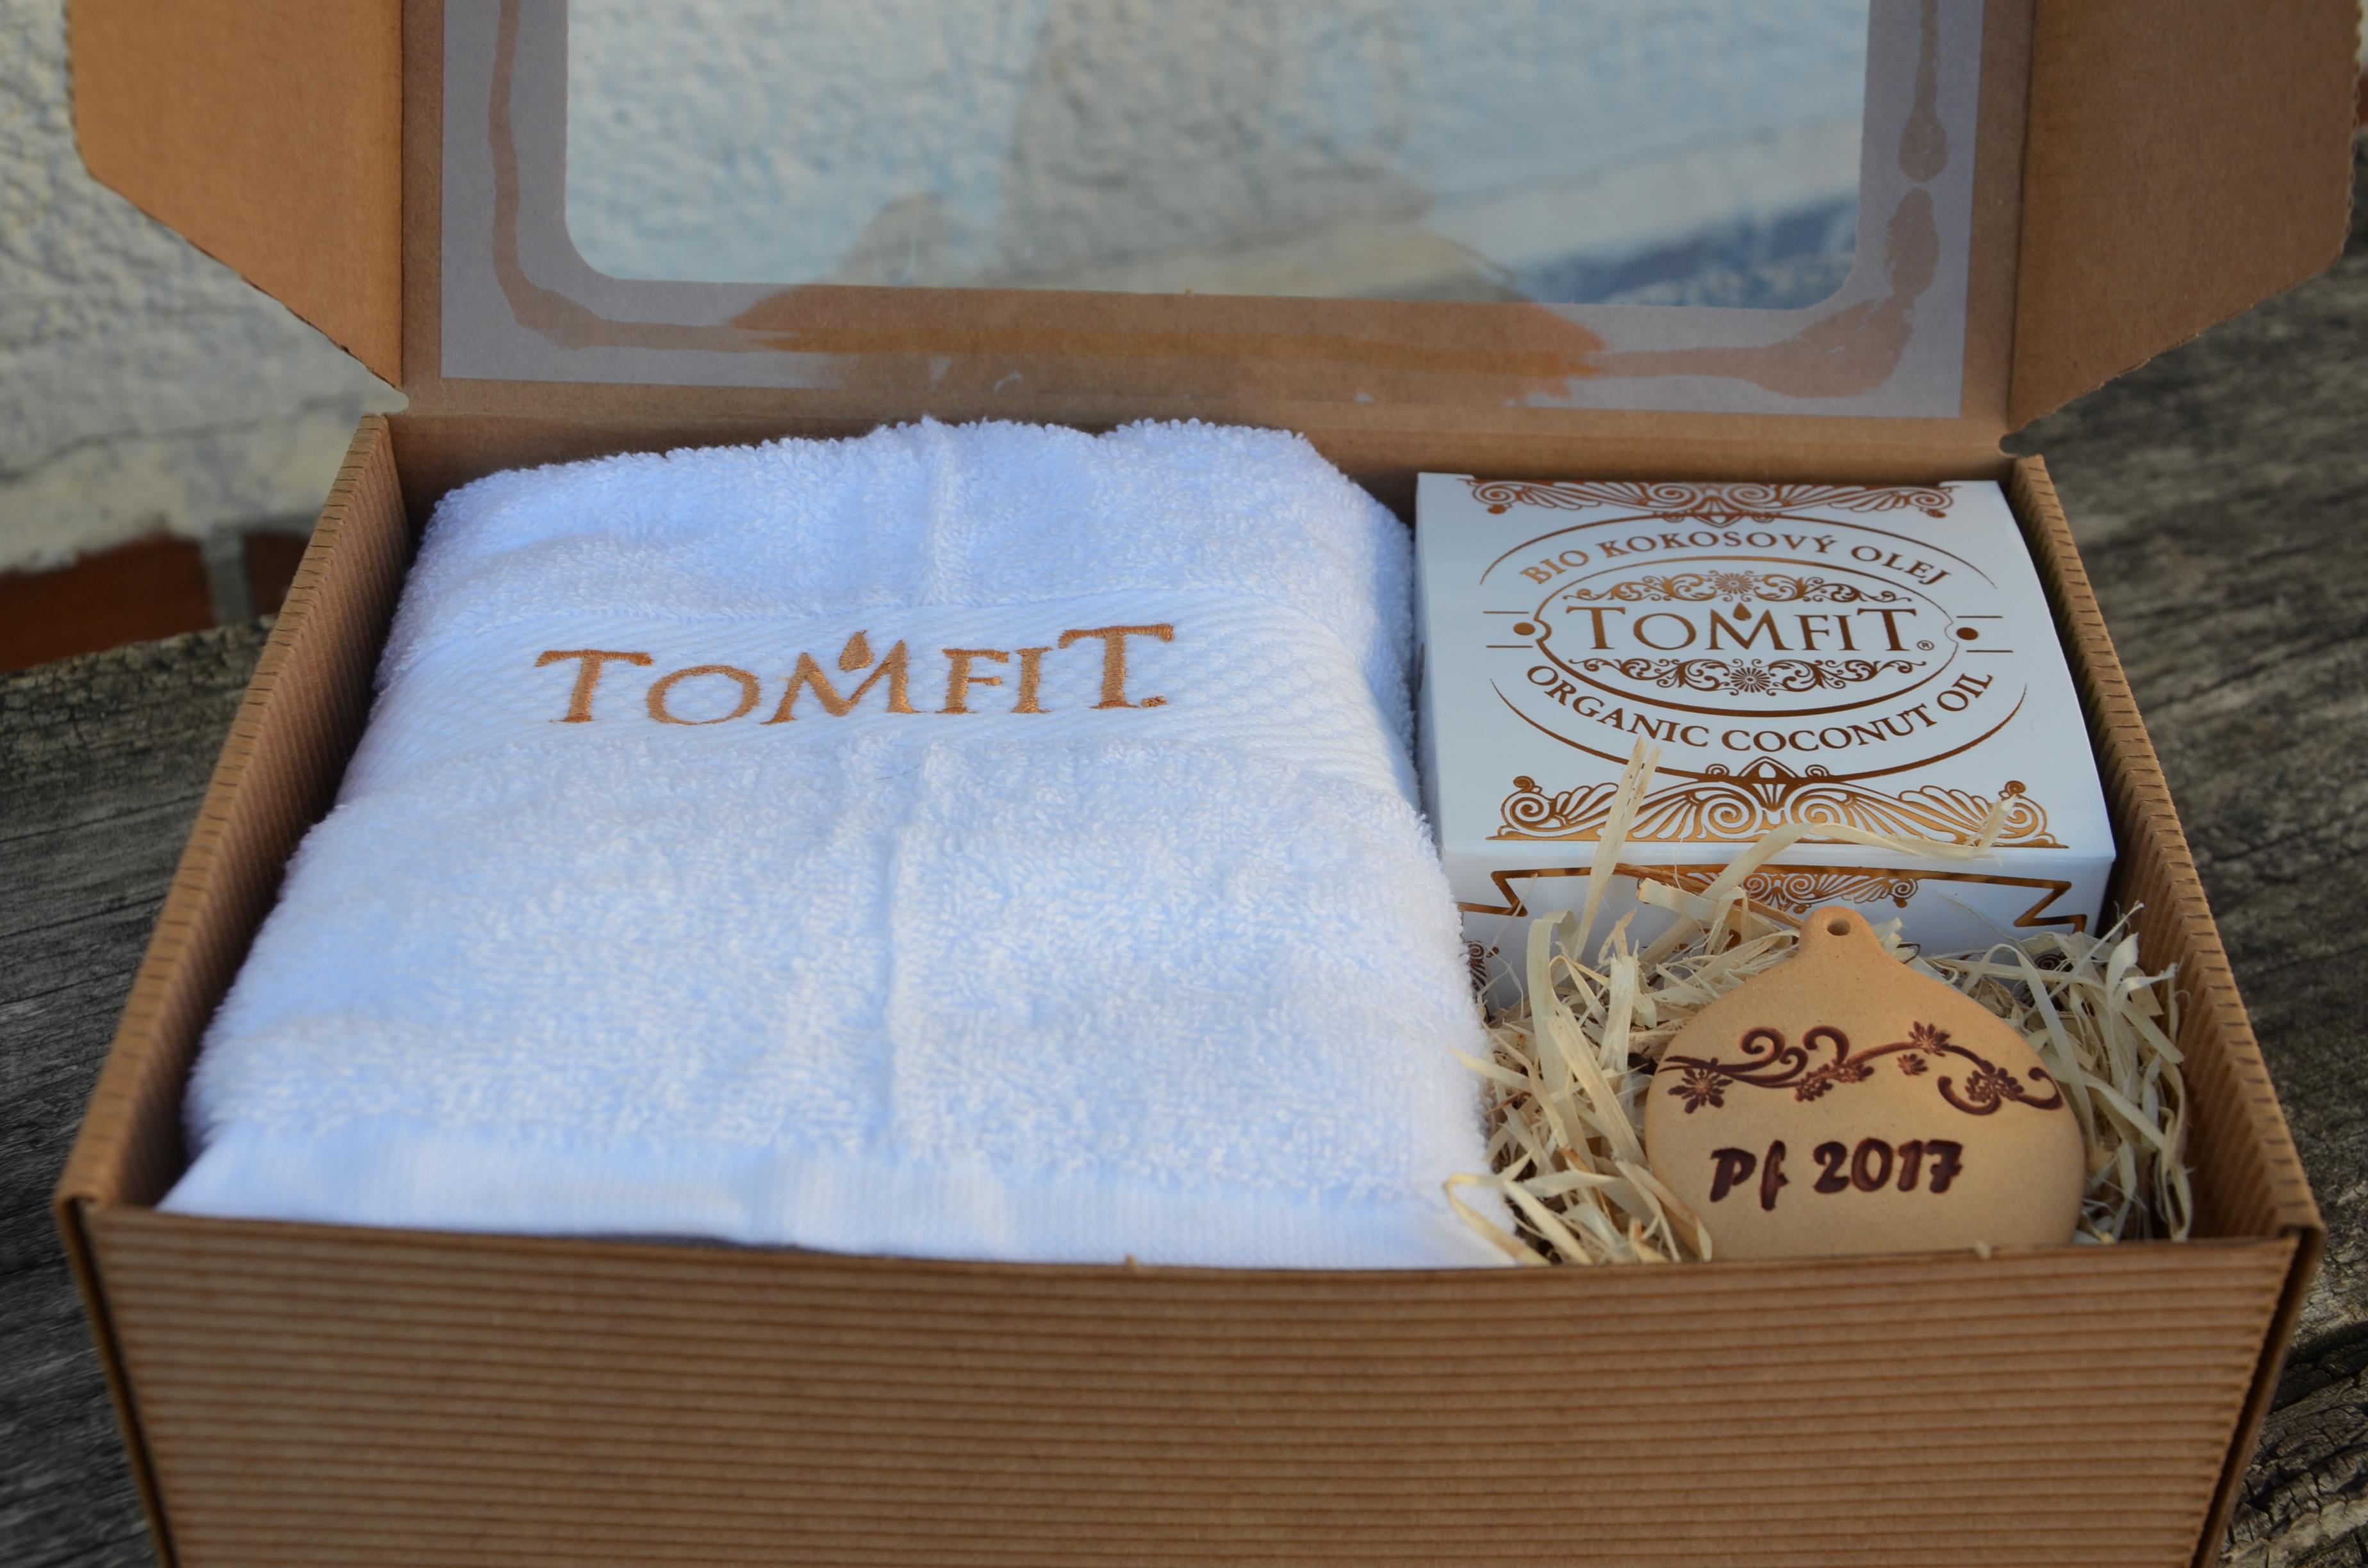 TOMFIT
BIO KOKOSOVÝ OLEJ
TOMFIT®
ORGANIC COCONUT OIL
Pf 2017